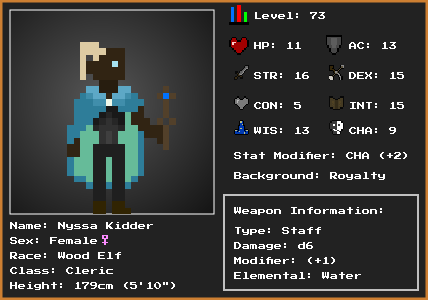 Level: 73
HP: 11 AC: 13
STR: 16 DEX: 15
CON: 5 INT: 15
WIS: 13 CHA: 9
Stat Modifier: CHA (+2)
Background: Royalty
Weapon Information:
Type: Staff
Damage: d6
Modifier: (+1)
Elemental: Water
Name: Nyssa Kidder
Sex: Female♀
Race: Wood Elf
Class: Cleric
Height: 179cm (5'10")